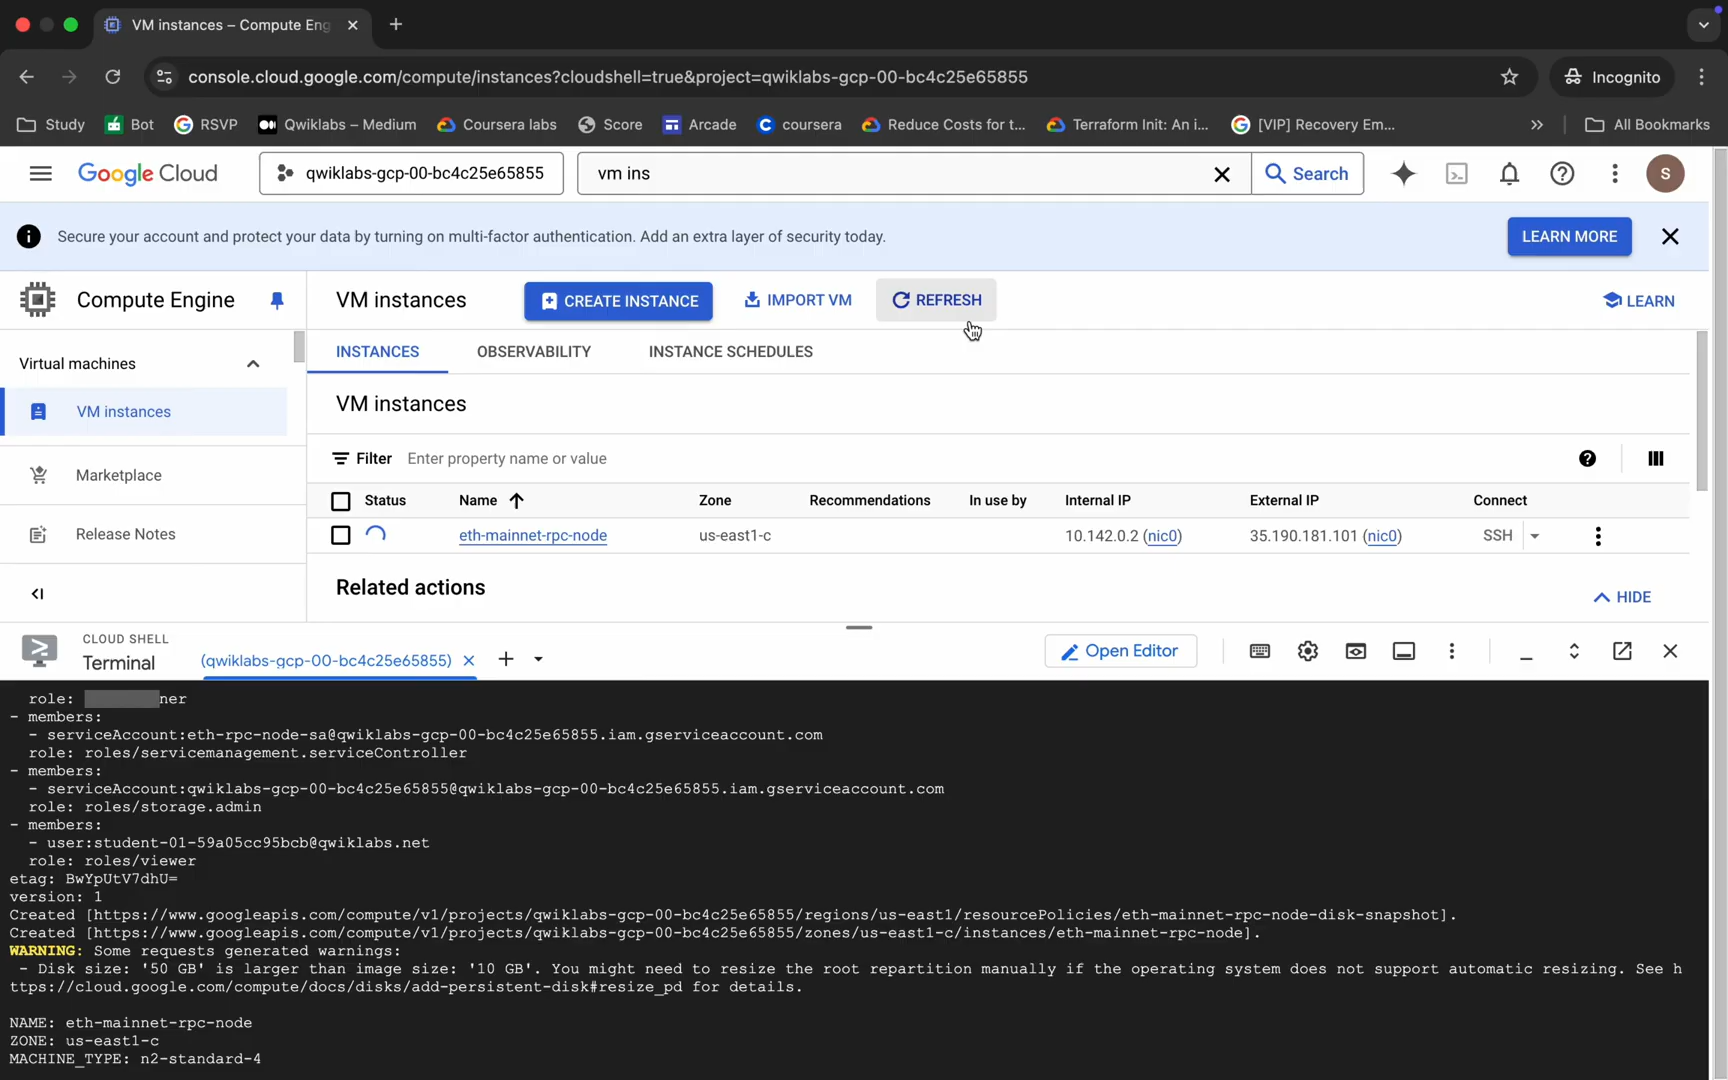 VM instances – Compute Eng
console.cloud.google.com/compute/instances?cloudshell=true&project=qwiklabs-gcp-00-bc4c25e65855
Incognito
Study Bot RSVP Qwiklabs – Medium Coursera labs Score Arcade coursera Reduce Costs for t... Terraform Init: An i... [VIP] Recovery Em... » All Bookmarks
Google Cloud qwiklabs-gcp-00-bc4c25e65855 vm ins Search S
Secure your account and protect your data by turning on multi-factor authentication. Add an extra layer of security today. LEARN MORE
Compute Engine VM instances CREATE INSTANCE IMPORT VM REFRESH LEARN
Virtual machines INSTANCES OBSERVABILITY INSTANCE SCHEDULES
VM instances VM instances
Filter Enter property name or value
Marketplace
Status Name Zone Recommendations In use by Internal IP External IP Connect
Release Notes eth-mainnet-rpc-node us-east1-c 10.142.0.2 (nic0) 35.190.181.101 (nic0) SSH
Related actions HIDE
CLOUD SHELL
Terminal (qwiklabs-gcp-00-bc4c25e65855) Open Editor
role: ner
- members:
- serviceAccount:eth-rpc-node-sa@qwiklabs-gcp-00-bc4c25e65855.iam.gserviceaccount.com
role: roles/servicemanagement.serviceController
- members:
- serviceAccount:qwiklabs-gcp-00-bc4c25e65855@qwiklabs-gcp-00-bc4c25e65855.iam.gserviceaccount.com
role: roles/storage.admin
- members:
- user:student-01-59a05cc95bcb@qwiklabs.net
role: roles/viewer
etag: BwYpUtV7dhU=
version: 1
Created [https://www.googleapis.com/compute/v1/projects/qwiklabs-gcp-00-bc4c25e65855/regions/us-east1/resourcePolicies/eth-mainnet-rpc-node-disk-snapshot].
Created [https://www.googleapis.com/compute/v1/projects/qwiklabs-gcp-00-bc4c25e65855/zones/us-east1-c/instances/eth-mainnet-rpc-node].
WARNING: Some requests generated warnings:
- Disk size: '50 GB' is larger than image size: '10 GB'. You might need to resize the root repartition manually if the operating system does not support automatic resizing. See h
ttps://cloud.google.com/compute/docs/disks/add-persistent-disk#resize_pd for details.
NAME: eth-mainnet-rpc-node
ZONE: us-east1-c
MACHINE_TYPE: n2-standard-4